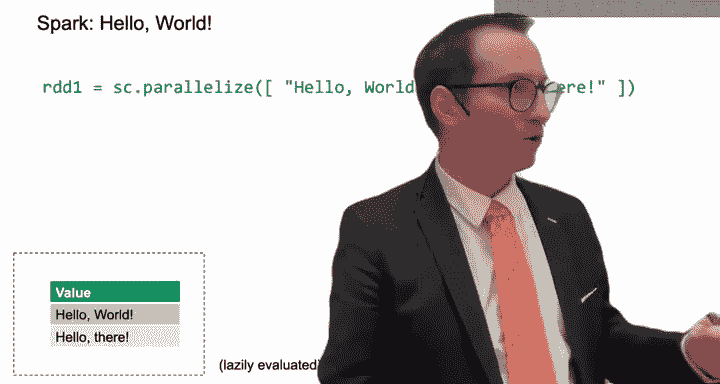 Spark: Hello, World!
rdd1 = sc.parallelize([ "Hello, World ere!" ])
Value
Hello, World!
Hello, there!
(lazily evaluated)